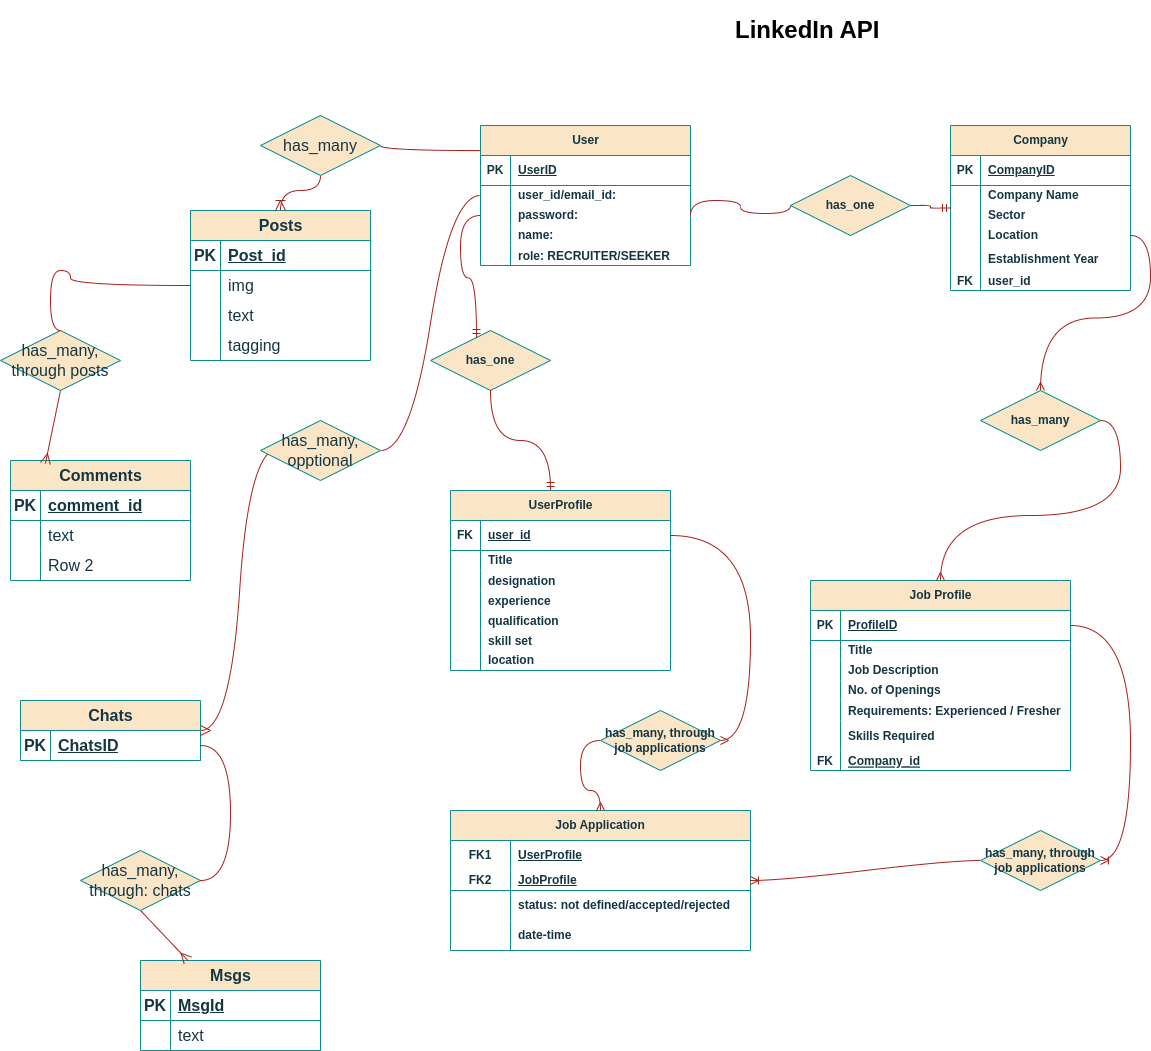 LinkedIn API
has_many
User
PK UserID
user_id/email_id:
password:
name:
role: RECRUITER/SEEKER
has_one
Company
PK CompanyID
Company Name
Sector
Location
Establishment Year
FK user_id
Posts
PK Post_id
img
text
tagging
has_many,
through posts
has_one
has_many,
opptional
has_many
Comments
PK comment_id
text
Row 2
UserProfile
FK user_id
Title
designation
experience
qualification
skill set
location
Job Profile
PK ProfileID
Title
Job Description
No. of Openings
Requirements: Experienced / Fresher
Skills Required
FK Company_id
Chats
PK ChatsID
has_many, through
job applications
Job Application
FK1 UserProfile
FK2 JobProfile
status: not defined/accepted/rejected
date-time
has_many, through
job applications
has_many,
through: chats
Msgs
PK MsgId
text